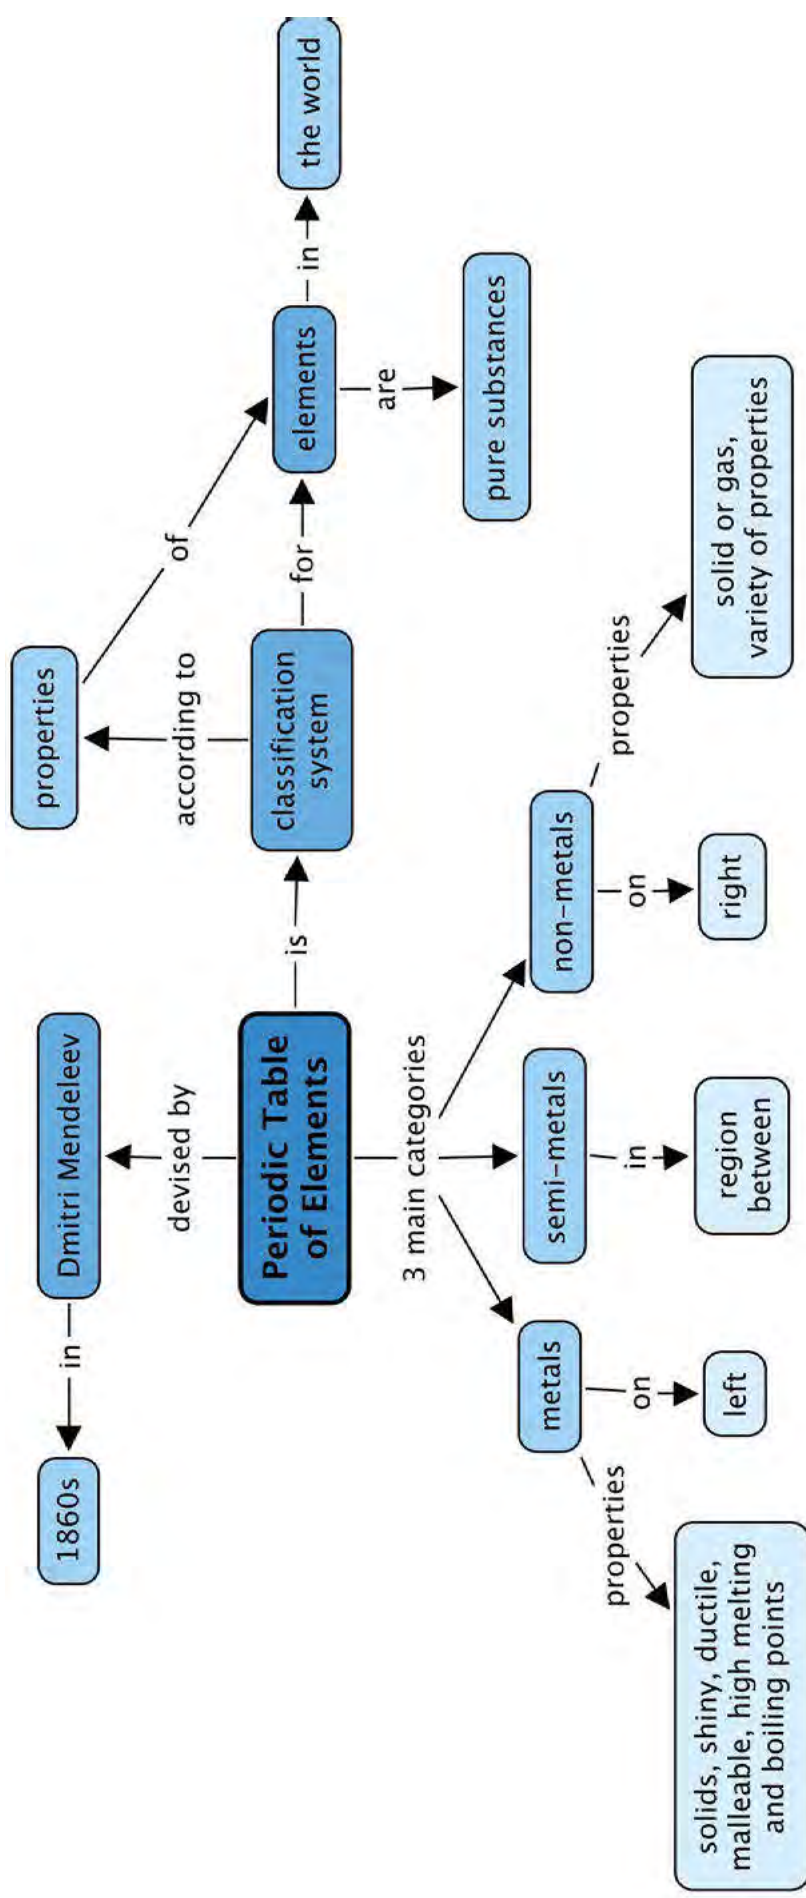 1860s
in
Dmitri Mendeleev
properties
devised by
according to
of
Periodic Table
of Elements
is
classification
system
for
elements
in
the world
are
3 main categories
pure substances
metals
semi-metals
non-metals
properties
on
in
on
properties
solids, shiny, ductile,
malleable, high melting
and boiling points
left
region
between
right
solid or gas,
variety of properties